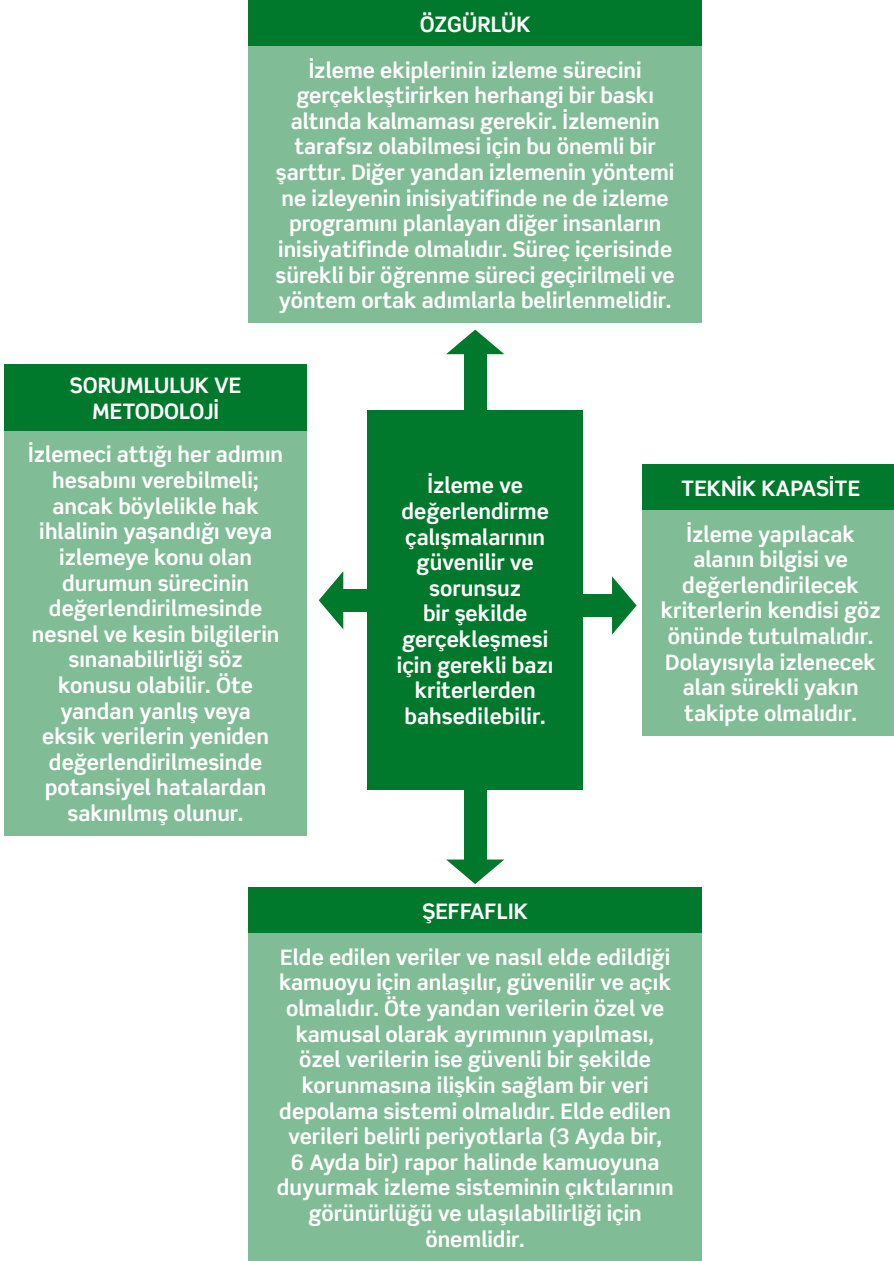 ÖZGÜRLÜK
İzleme ekiplerinin izleme sürecini
gerçekleştirirken herhangi bir baskı
altında kalmaması gerekir. İzlemenin
tarafsız olabilmesi için bu önemli bir
şarttır. Diğer yandan izlemenin yöntemi
ne izleyenin inisiyatifinde ne de izleme
programını planlayan diğer insanların
inisiyatifinde olmalıdır. Süreç içerisinde
sürekli bir öğrenme süreci geçirilmeli ve
yöntem ortak adımlarla belirlenmelidir.
SORUMLULUK VE
METODOLOJİ
İzlemeci attığı her adımın
hesabını verebilmeli;
ancak böylelikle hak
ihlalinin yaşandığı veya
izlemeye konu olan
durumun sürecinin
değerlendirilmesinde
nesnel ve kesin bilgilerin
sınanabilirliği söz
konusu olabilir. Öte
yandan yanlış veya
eksik verilerin yeniden
değerlendirilmesinde
potansiyel hatalardan
sakınılmış olunur.
İzleme ve
değerlendirme
çalışmalarının
güvenilir ve
sorunsuz
bir şekilde
gerçekleşmesi
için gerekli bazı
kriterlerden
bahsedilebilir.
TEKNİK KAPASİTE
İzleme yapılacak
alanın bilgisi ve
değerlendirilecek
kriterlerin kendisi göz
önünde tutulmalıdır.
Dolayısıyla izlenecek
alan sürekli yakın
takipte olmalıdır.
ŞEFFAFLIK
Elde edilen veriler ve nasıl elde edildiği
kamuoyu için anlaşılır, güvenilir ve açık
olmalıdır. Öte yandan verilerin özel ve
kamusal olarak ayrımının yapılması,
özel verilerin ise güvenli bir şekilde
korunmasına ilişkin sağlam bir veri
depolama sistemi olmalıdır. Elde edilen
verileri belirli periyotlarla (3 Ayda bir,
6 Ayda bir) rapor halinde kamuoyuna
duyurmak izleme sisteminin çıktılarının
görünürlüğü ve ulaşılabilirliği için
önemlidir.